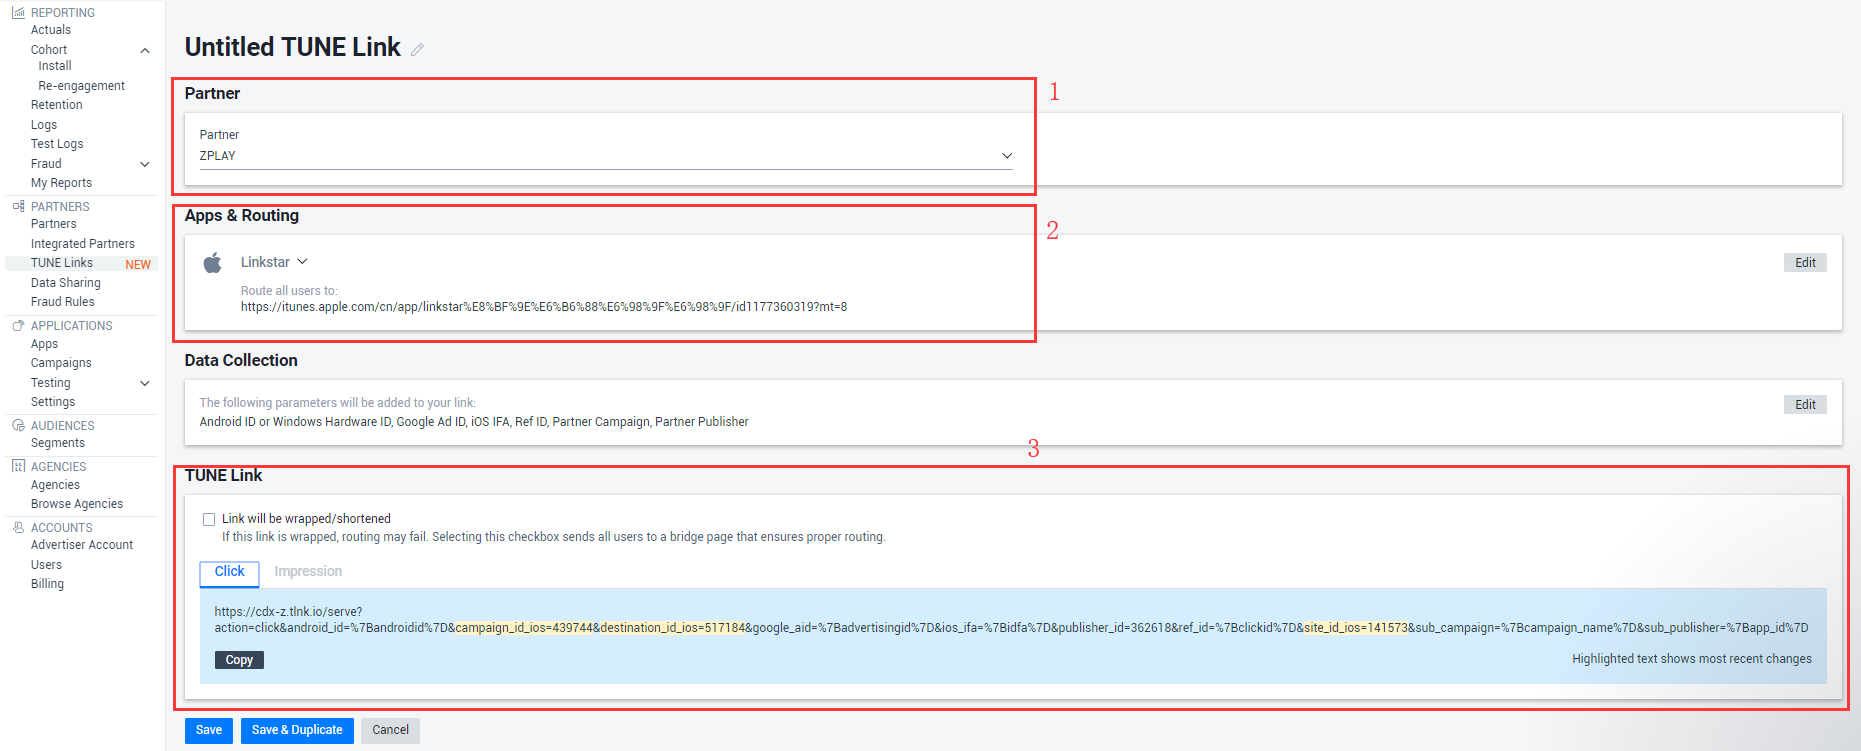 REPORTING
Actuals
Cohort
Install
Re-engagement
Retention
Logs
Test Logs
Fraud
My Reports
PARTNERS
Partners
Integrated Partners
TUNE Links NEW
Data Sharing
Fraud Rules
APPLICATIONS
Apps
Campaigns
Testing
Settings
AUDIENCES
Segments
AGENCIES
Agencies
Browse Agencies
ACCOUNTS
Advertiser Account
Users
Billing
Untitled TUNE Link
1
Partner
Partner
ZPLAY
2
Apps & Routing
Linkstar
Edit
Route all users to:
https://itunes.apple.com/cn/app/linkstar%E8%BF%9E%E6%B6%88%E6%98%9F%E6%98%9F/id1177360319?mt=8
Data Collection
The following parameters will be added to your link:
Edit
Android ID or Windows Hardware ID, Google Ad ID, iOS IFA, Ref ID, Partner Campaign, Partner Publisher
3
TUNE Link
Link will be wrapped/shortened
If this link is wrapped, routing may fail. Selecting this checkbox sends all users to a bridge page that ensures proper routing.
Click Impression
https://cdx-z.tlnk.io/serve?
action=click&android_id=%7Bandroidid%7D&campaign_id_ios=439744&destination_id_ios=517184&google_aid=%7Badvertisingid%7D&ios_ifa=%7Bidfa%7D&publisher_id=362618&ref_id=%7Bclickid%7D&site_id_ios=141573&sub_campaign=%7Bcampaign_name%7D&sub_publisher=%7Bapp_id%7D
Copy
Highlighted text shows most recent changes
Save Save & Duplicate Cancel